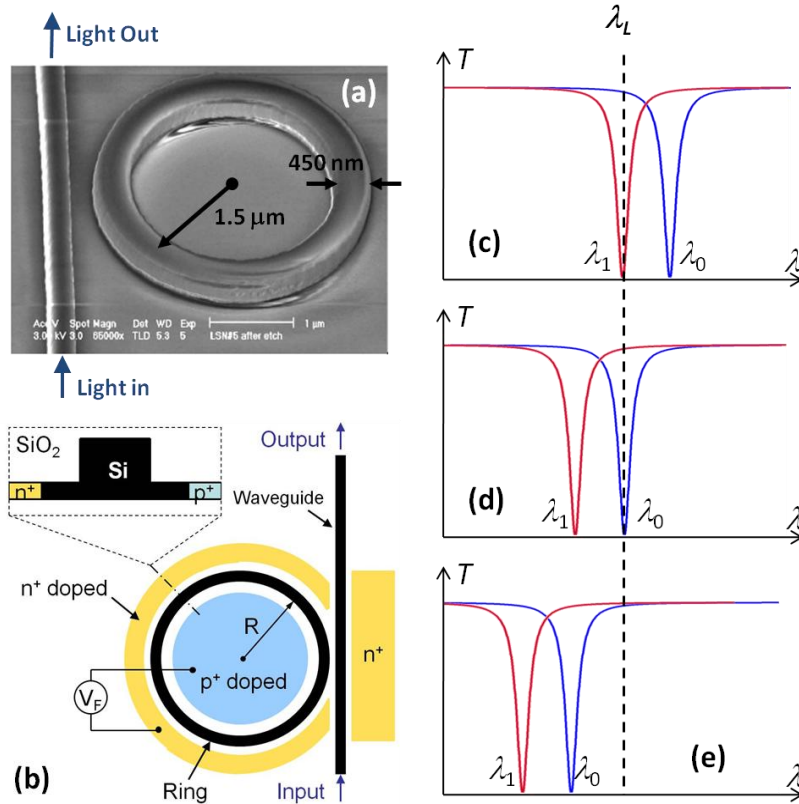 Light Out
(a)
450 nm
1.5 μm
Acc V Spot Magn Det WD Exp
3.00 kV 3.0 65000x TLD 5.3 5 LSN#5 after etch
1 μm
Light in
SiO2
Si
n+
p+
Output
Waveguide
n+ doped
R
p+ doped
n+
VF
Ring
Input
(b)
λL
T
(c)
λ1
λ0
λ
T
(d)
λ1
λ0
λ
T
λ1
λ0
(e)
λ